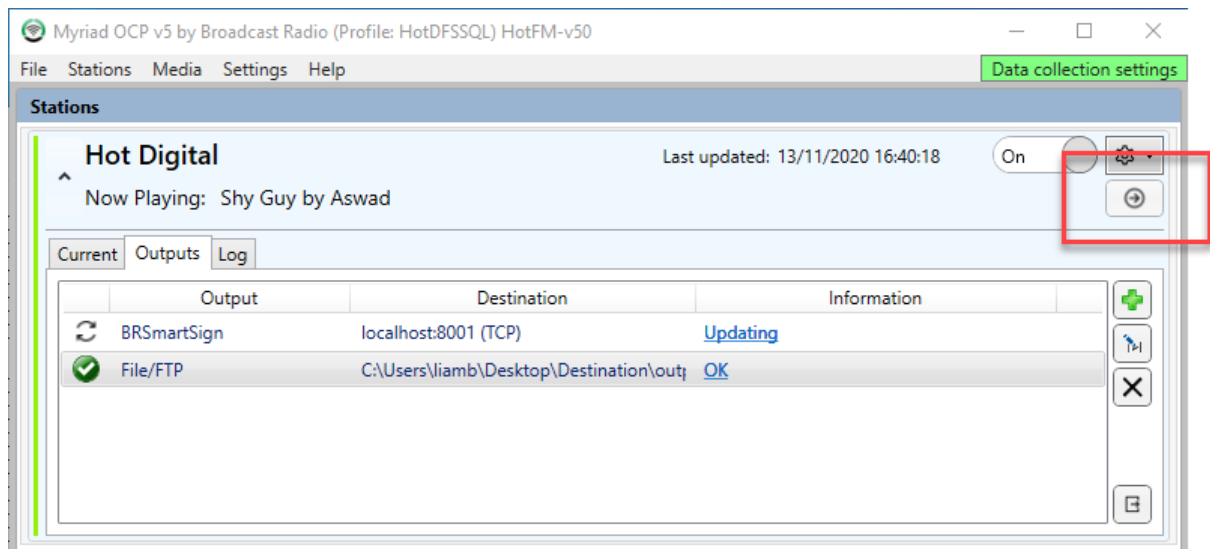 Myriad OCP v5 by Broadcast Radio (Profile: HotDFSSQL) HotFM-v50
File Stations Media Settings Help Data collection settings
Stations
Hot Digital Last updated: 13/11/2020 16:40:18 On
Now Playing: Shy Guy by Aswad
Current Outputs Log
Output Destination Information
BRSmartSign localhost:8001 (TCP) Updating
File/FTP C:\Users\liamb\Desktop\Destination\outp OK